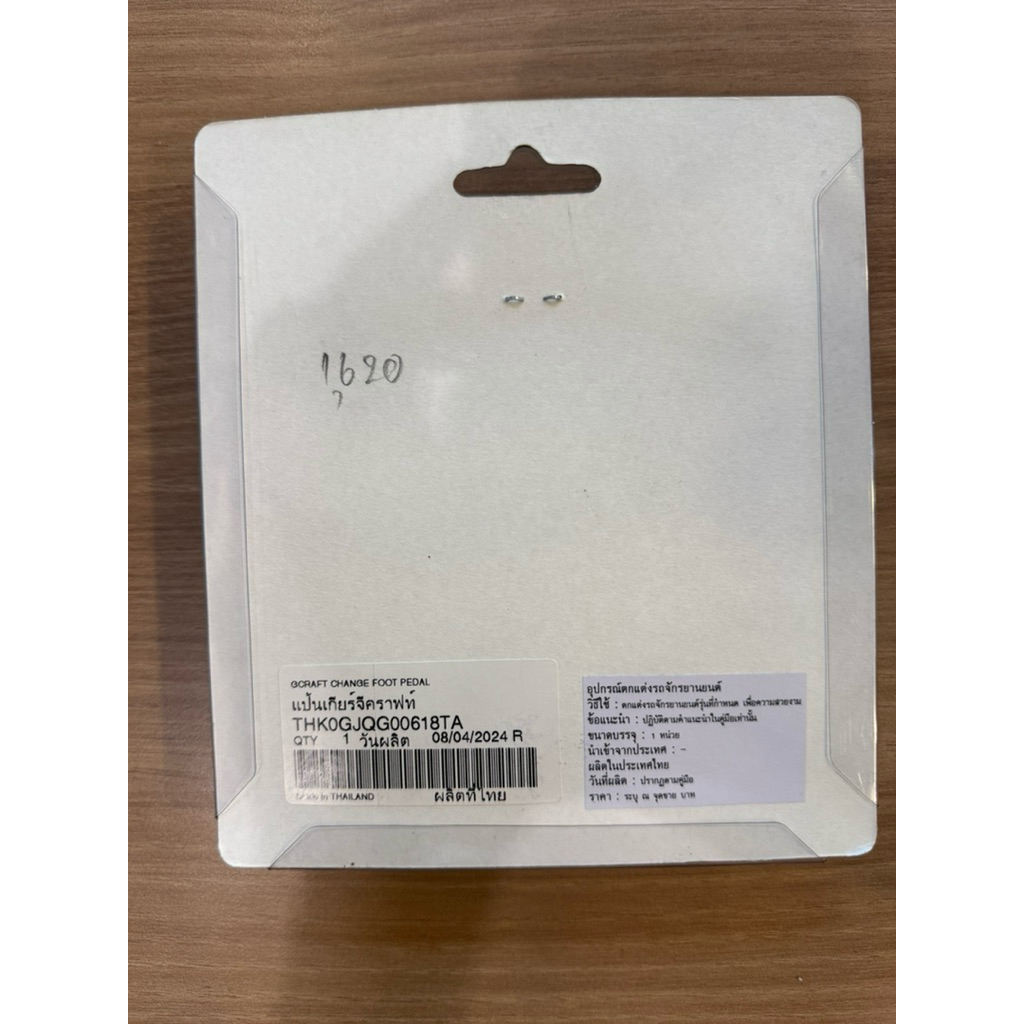 1,620
GCRAFT CHANGE FOOT PEDAL
แป้นเกียร์จีคราฟท์
THK0GJQG00618TA
QTY 1 วันผลิต 08/04/2024 R
Made in THAILAND ผลิตที่ไทย
อุปกรณ์ตกแต่งรถจักรยานยนต์
วิธีใช้ : ตกแต่งรถจักรยานยนต์รุ่นที่กำหนด เพื่อความสวยงาม
ข้อแนะนำ : ปฏิบัติตามคำแนะนำในคู่มือเท่านั้น
ขนาดบรรจุ : 1 หน่วย
นำเข้าจากประเทศ : -
ผลิตในประเทศไทย
วันที่ผลิต : ปรากฏตามคู่มือ
ราคา : ระบุ ณ จุดขาย บาท